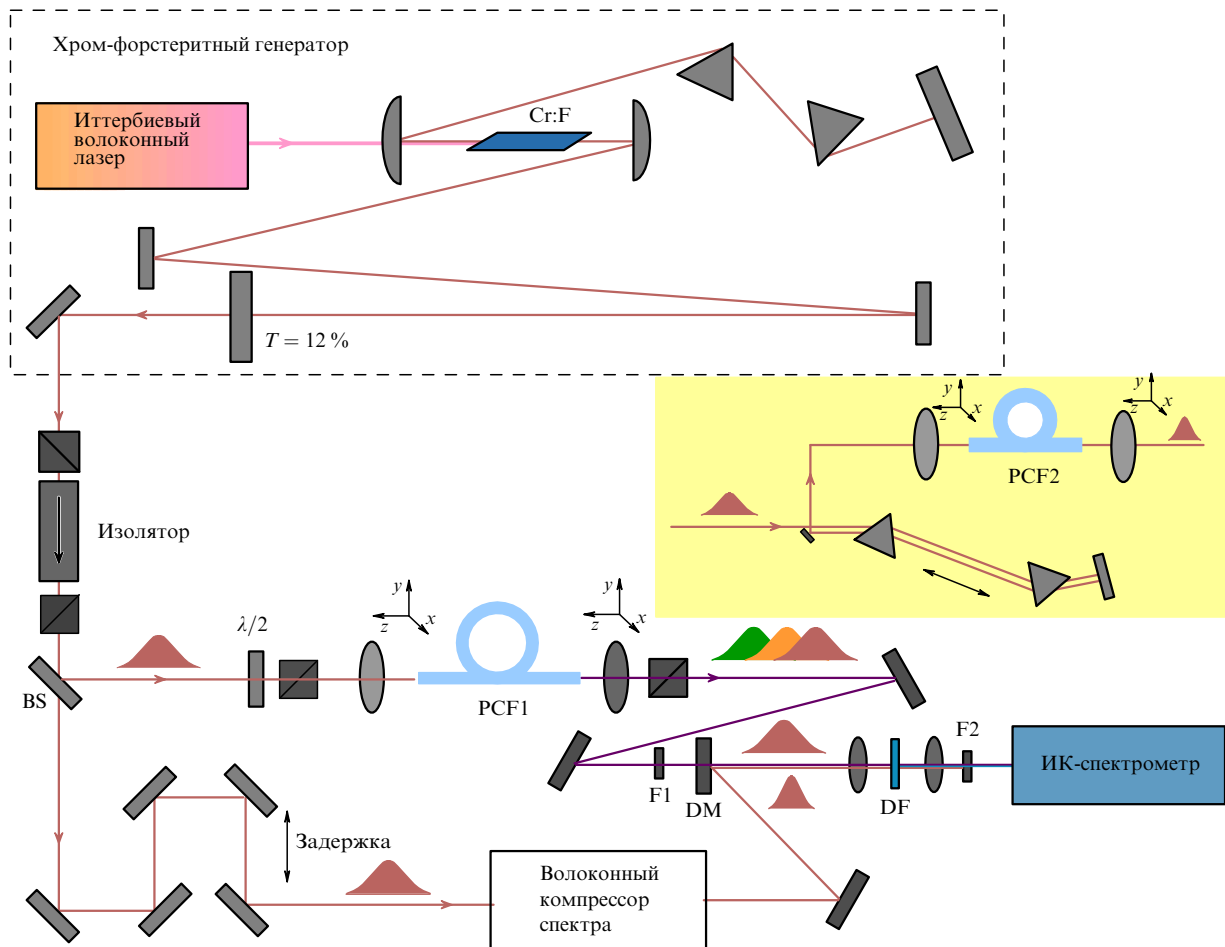 Хром-форстеритный генератор
Иттербиевый
волоконный
лазер
Cr:F
T = 12 %
y
z
x
PCF2
y
z
x
Изолятор
λ/2
y
z
x
PCF1
y
z
x
BS
F1
DM
DF
F2
ИК-спектрометр
Задержка
Волоконный
компрессор
спектра